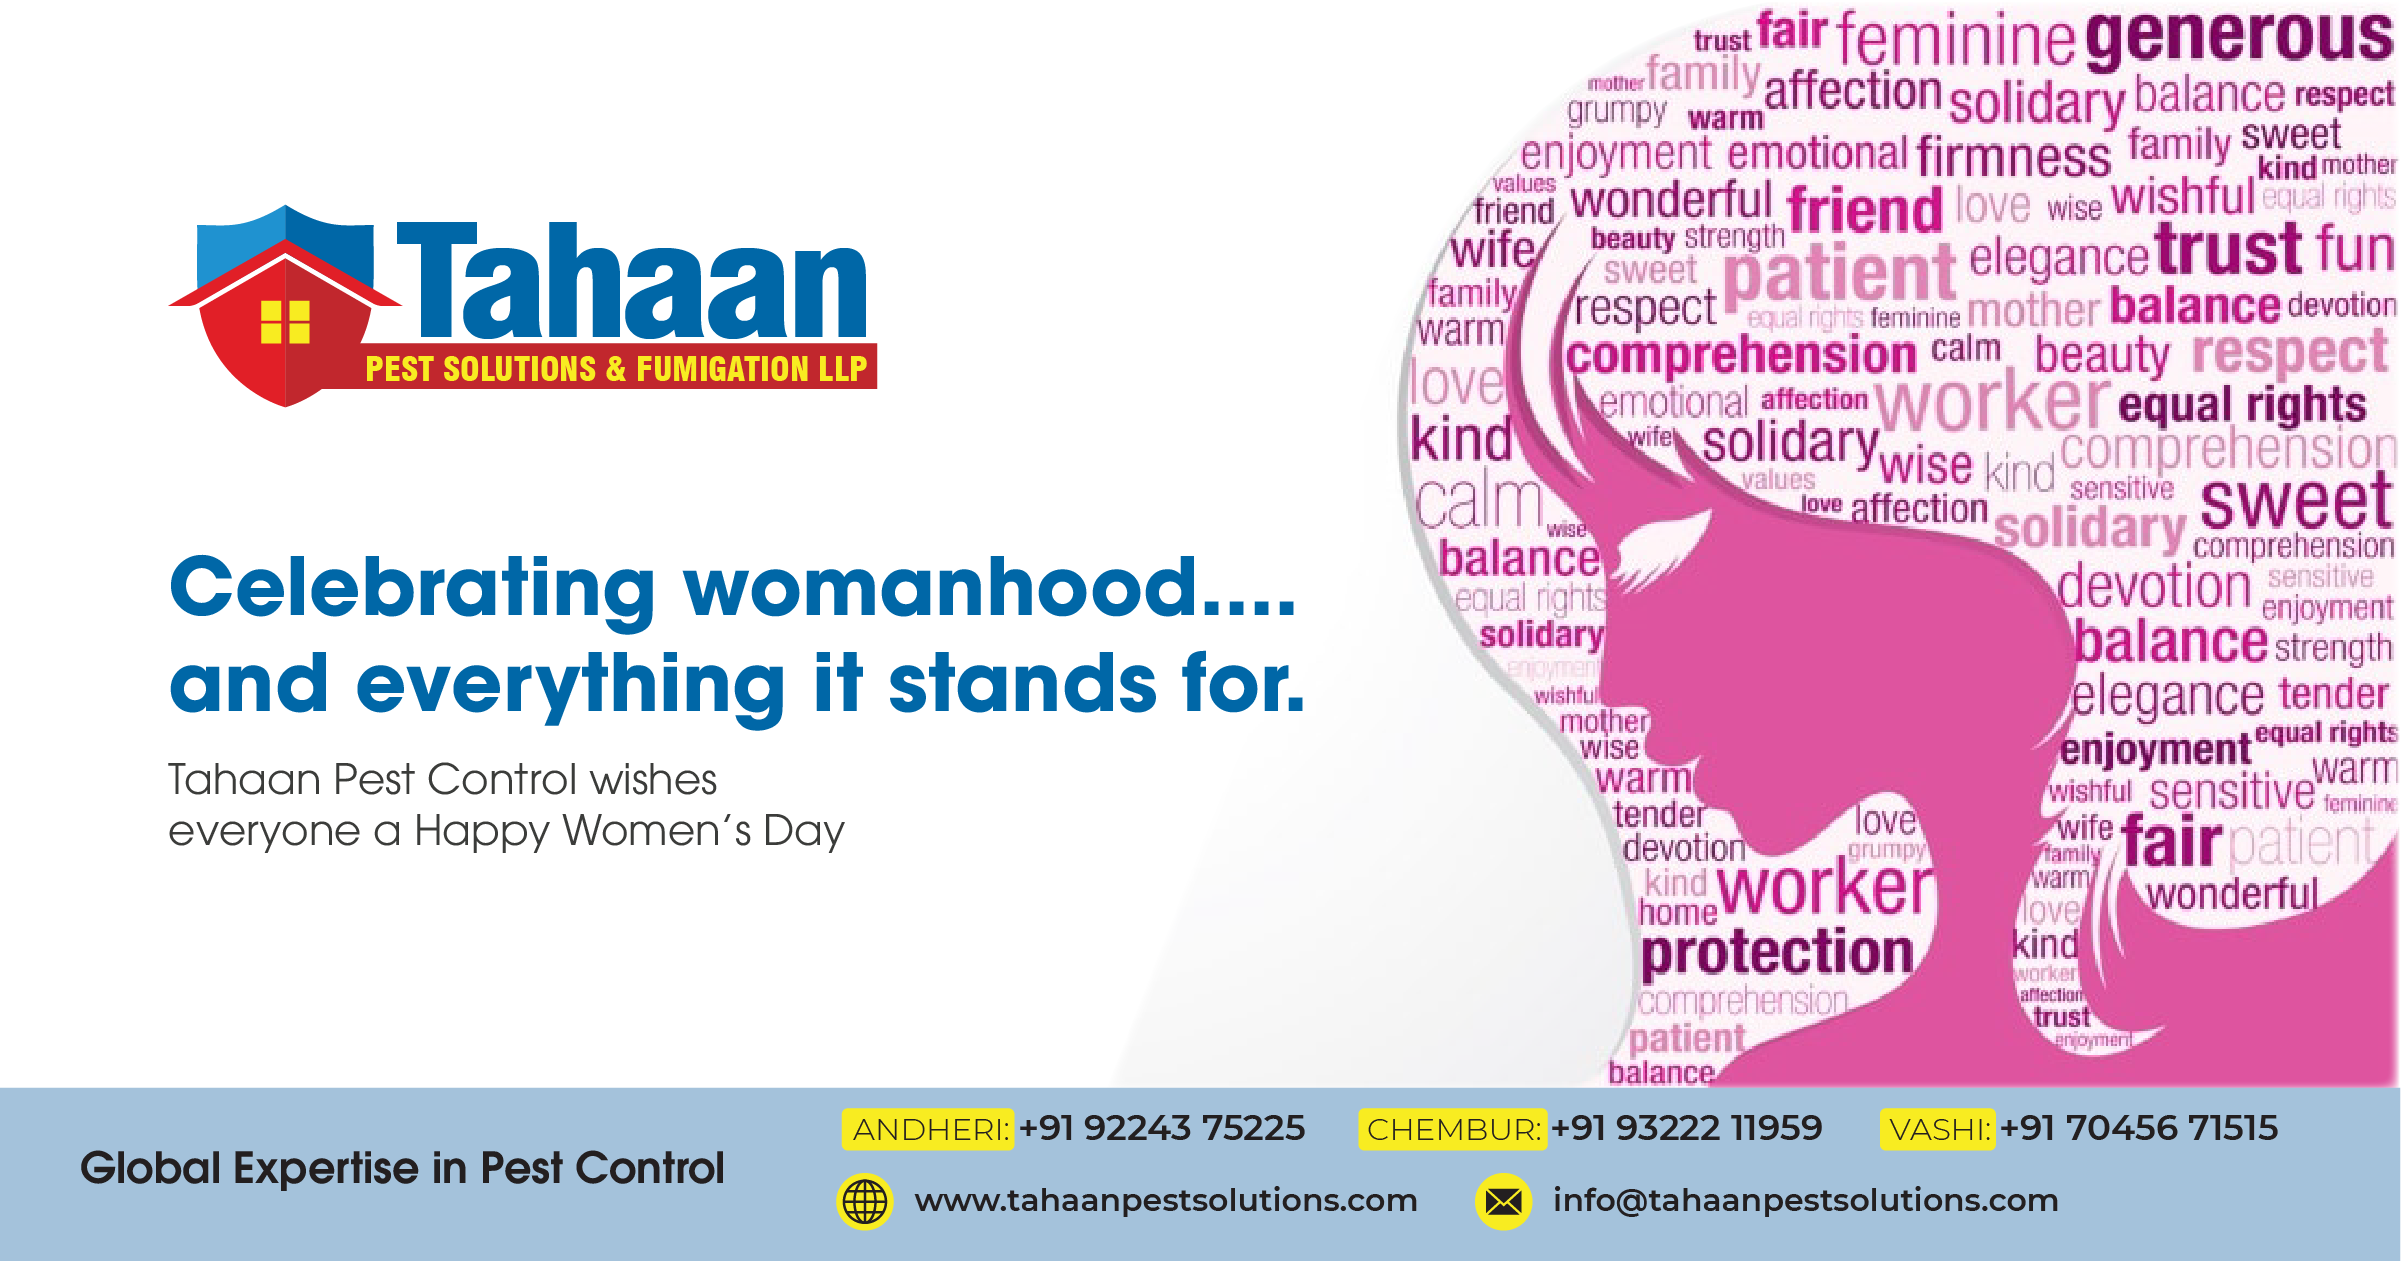 Tahaan
PEST SOLUTIONS & FUMIGATION LLP
Celebrating womanhood....
and everything it stands for.
Tahaan Pest Control wishes
everyone a Happy Women's Day
trust fair feminine generous
mother family affection solidary balance respect
grumpy warm
enjoyment emotional firmness family sweet
kind mother
values
friend wonderful friend love wise wishful equal rights
wife beauty strength elegance trust fun
sweet patient
family respect mother balance devotion
warm equal rights feminine
comprehension calm beauty respect
love emotional affection worker equal rights
kind wife solidary wise kind comprehension
values sensitive sweet
calm love affection solidary
wise comprehension
balance devotion sensitive
equal rights enjoyment
solidary balance strength
enjoyment
wishful elegance tender
mother equal rights
wise enjoyment warm
warm wishful sensitive feminine
tender love wife fair patient
devotion grumpy family
kind worker warm wonderful
home love
protection kind
worker
comprehension affection
patient trust
enjoyment
balance
Global Expertise in Pest Control
ANDHERI: +91 92243 75225 CHEMBUR: +91 93222 11959 VASHI: +91 70456 71515
www.tahaanpestsolutions.com info@tahaanpestsolutions.com